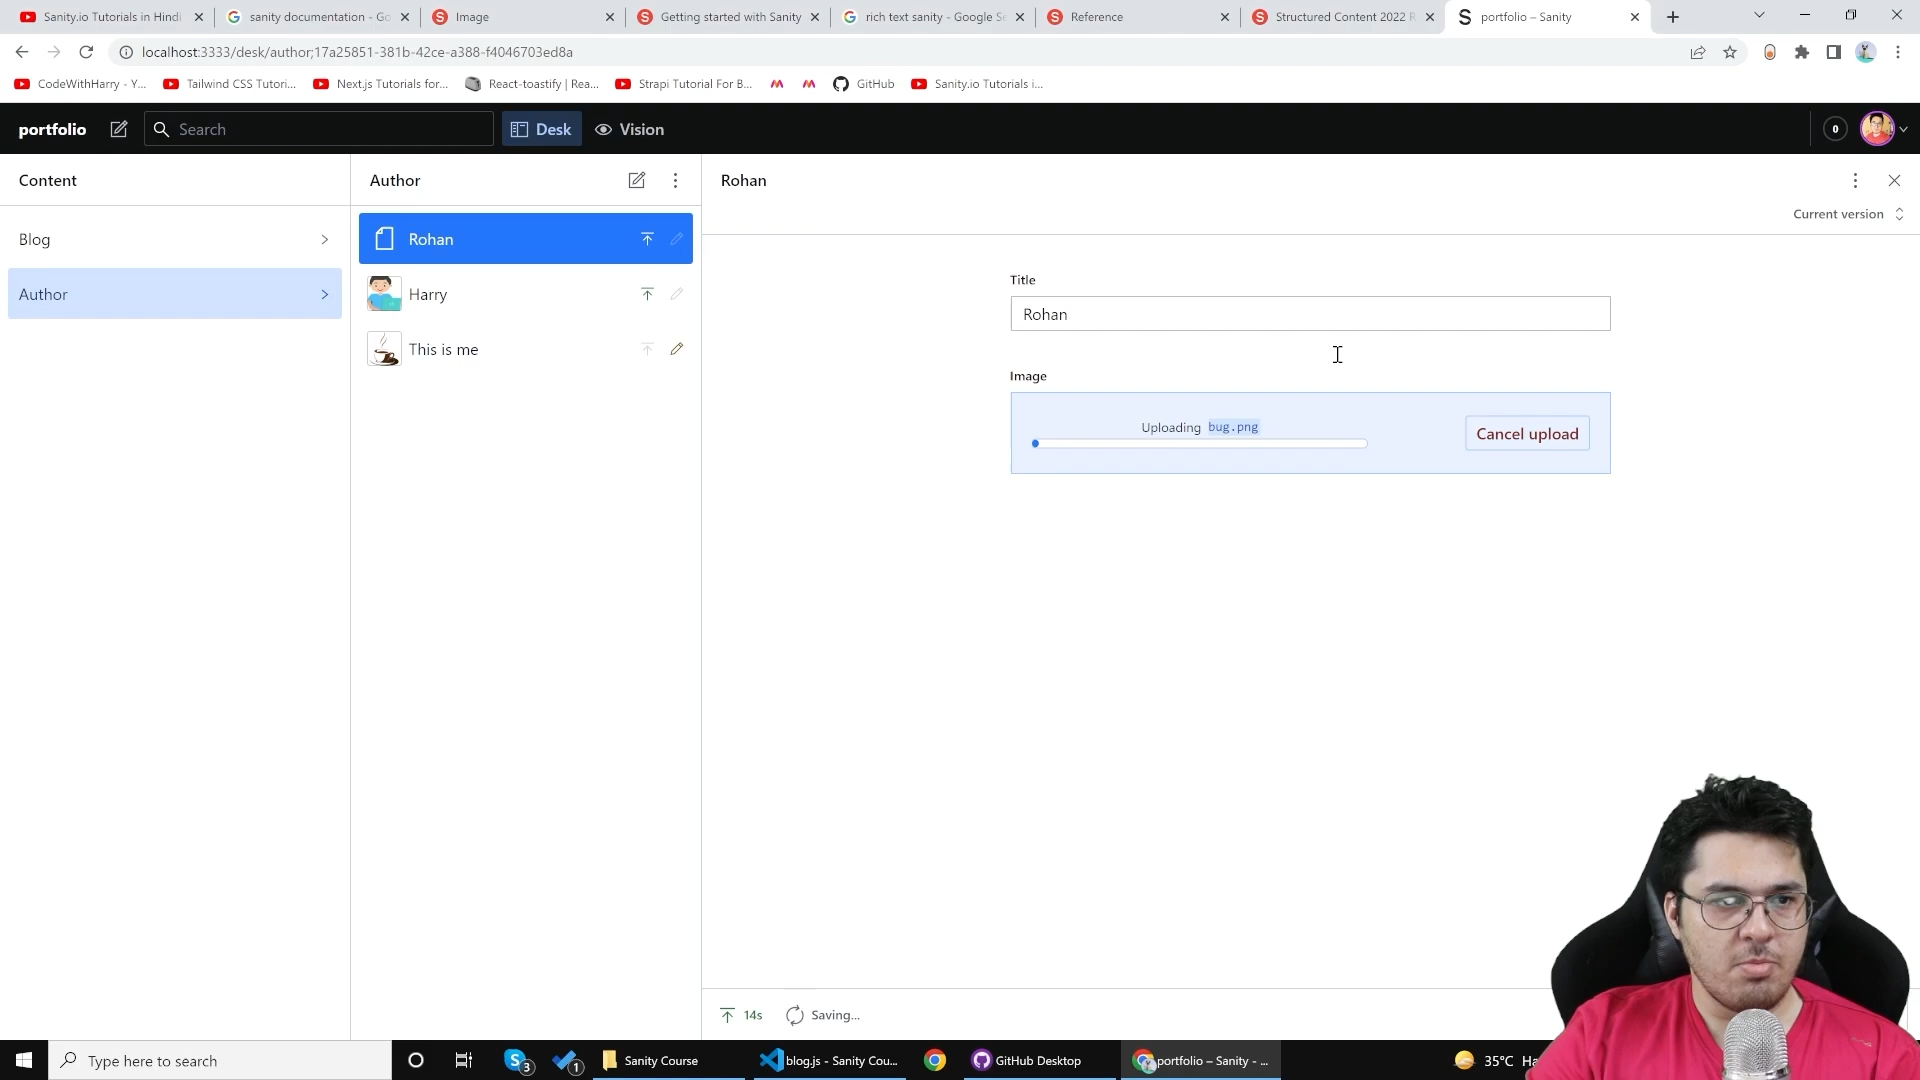 Sanity.io Tutorials in Hindi
sanity documentation - Go
Image
Getting started with Sanity
rich text sanity - Google Se
Reference
Structured Content 2022 R
portfolio – Sanity
localhost:3333/desk/author;17a25851-381b-42ce-a388-f4046703ed8a
CodeWithHarry - Y...
Tailwind CSS Tutori...
Next.js Tutorials for...
React-toastify | Rea...
Strapi Tutorial For B...
GitHub
Sanity.io Tutorials i...
portfolio
Search
Desk
Vision
0
Content
Blog
Author
Author
Rohan
Harry
This is me
Rohan
Current version
Title
Rohan
Image
Uploading bug.png
Cancel upload
14s
Saving...
Type here to search
3
1
Sanity Course
blog.js - Sanity Cou...
GitHub Desktop
portfolio – Sanity - ...
35°C Ha